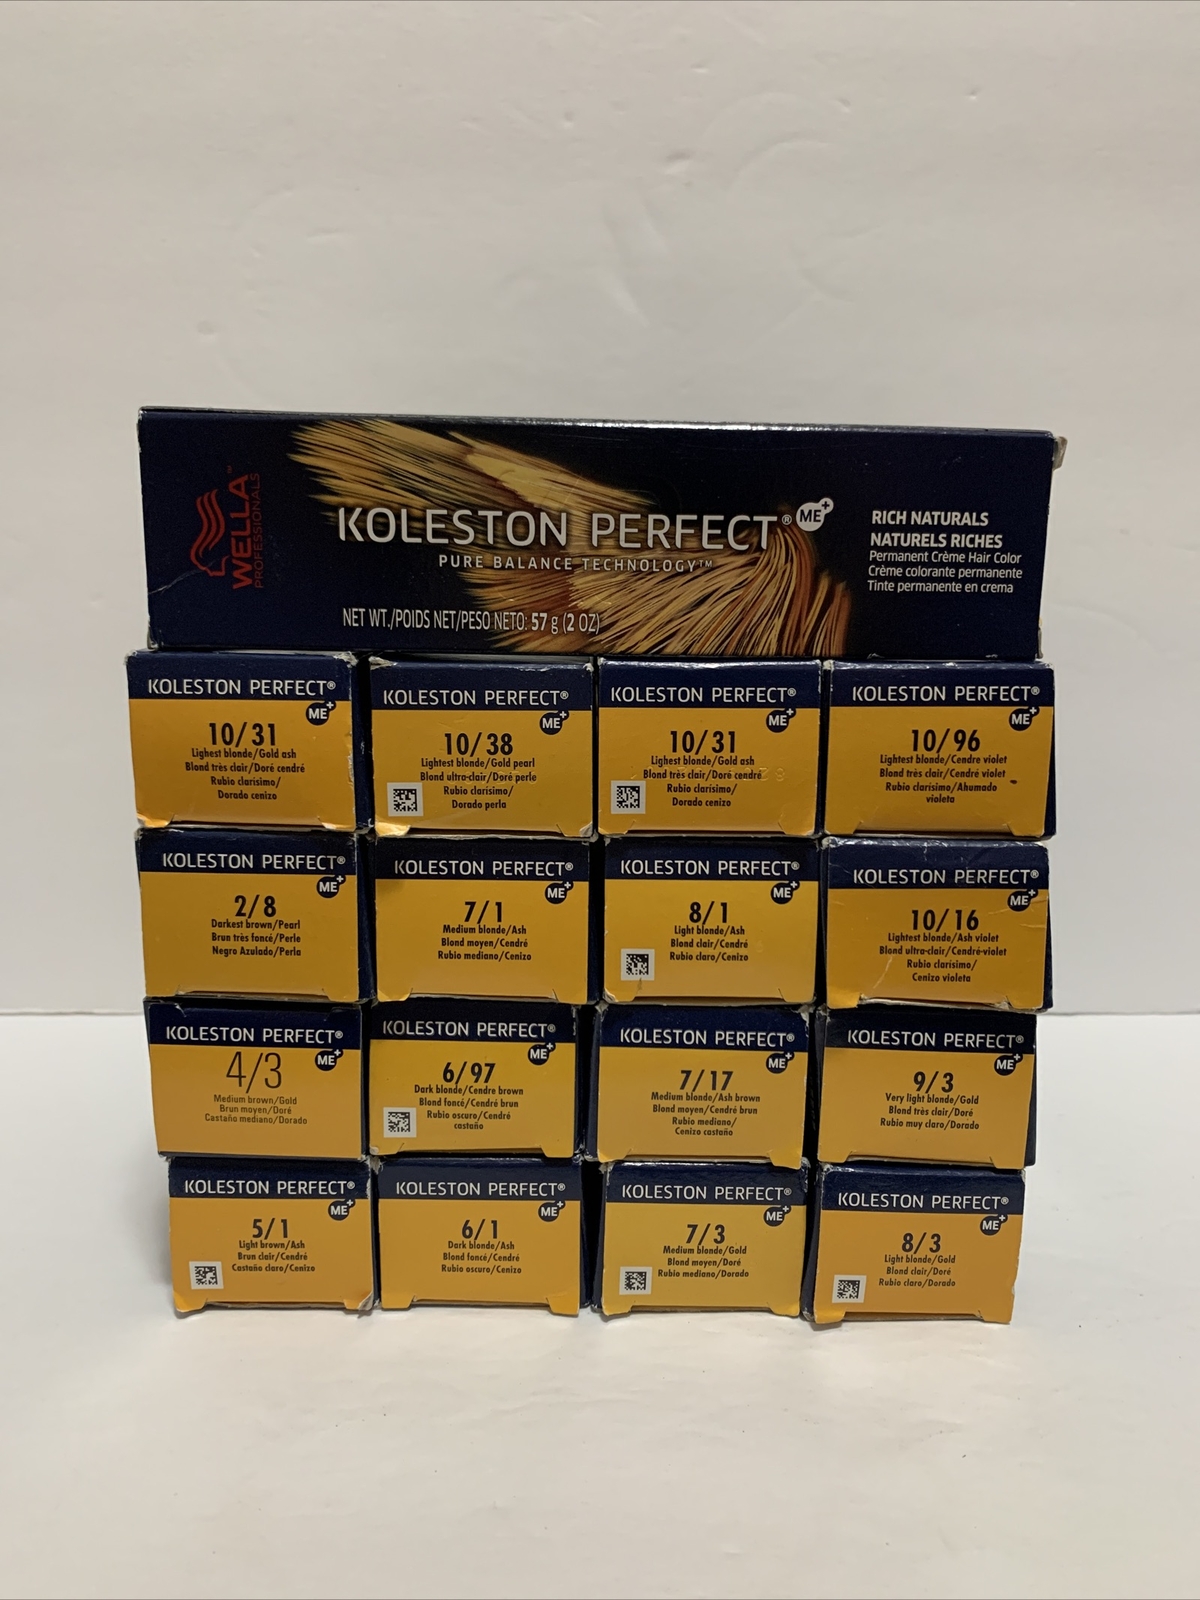 WELLA™
PROFESSIONALS
KOLESTON PERFECT® ME+
PURE BALANCE TECHNOLOGY™
NET WT./POIDS NET/PESO NETO: 57 g (2 OZ)
RICH NATURALS
NATURELS RICHES
Permanent Crème Hair Color
Crème colorante permanente
Tinte permanente en crema
KOLESTON PERFECT®
ME+
10/31
Lighest blonde/Gold ash
Blond très clair/Doré cendré
Rubio clarísimo/
Dorado cenizo
KOLESTON PERFECT®
ME+
10/38
Lightest blonde/Gold pearl
Blond ultra-clair/Doré perle
Rubio clarísimo/
Dorado perla
KOLESTON PERFECT®
ME+
10/31
Lighest blonde/Gold ash
Blond très clair/Doré cendré
Rubio clarísimo/
Dorado cenizo
KOLESTON PERFECT®
ME+
10/96
Lightest blonde/Cendre violet
Blond très clair/Cendré violet
Rubio clarísimo/Ahumado
violeta
KOLESTON PERFECT®
ME+
2/8
Darkest brown/Pearl
Brun très foncé/Perle
Negro Azulado/Perla
KOLESTON PERFECT®
ME+
7/1
Medium blonde/Ash
Blond moyen/Cendré
Rubio mediano/Cenizo
KOLESTON PERFECT®
ME+
8/1
Light blonde/Ash
Blond clair/Cendré
Rubio claro/Cenizo
KOLESTON PERFECT®
ME+
10/16
Lightest blonde/Ash violet
Blond ultra-clair/Cendré-violet
Rubio clarísimo/
Cenizo violeta
KOLESTON PERFECT®
ME+
4/3
Medium brown/Gold
Brun moyen/Doré
Castaño mediano/Dorado
KOLESTON PERFECT®
ME+
6/97
Dark blonde/Cendre brown
Blond foncé/Cendré brun
Rubio oscuro/Cendré
castaño
KOLESTON PERFECT®
ME+
7/17
Medium blonde/Ash brown
Blond moyen/Cendré brun
Rubio mediano/
Cenizo castaño
KOLESTON PERFECT®
ME+
9/3
Very light blonde/Gold
Blond très clair/Doré
Rubio muy claro/Dorado
KOLESTON PERFECT®
ME+
5/1
Light brown/Ash
Brun clair/Cendré
Castaño claro/Cenizo
KOLESTON PERFECT®
ME+
6/1
Dark blonde/Ash
Blond foncé/Cendré
Rubio oscuro/Cenizo
KOLESTON PERFECT®
ME+
7/3
Medium blonde/Gold
Blond moyen/Doré
Rubio mediano/Dorado
KOLESTON PERFECT®
ME+
8/3
Light blonde/Gold
Blond clair/Doré
Rubio claro/Dorado